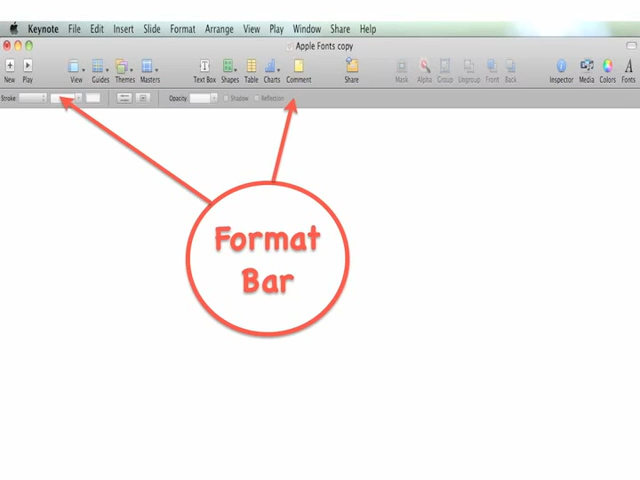 Keynote File Edit Insert Slide Format Arrange View Play Window Share Help
Apple Fonts copy
New Play View Guides Themes Masters Text Box Shapes Table Charts Comment Share Mask Alpha Group Ungroup Front Back Inspector Media Colors Fonts
Stroke Opacity Shadow Reflection
Format
Bar